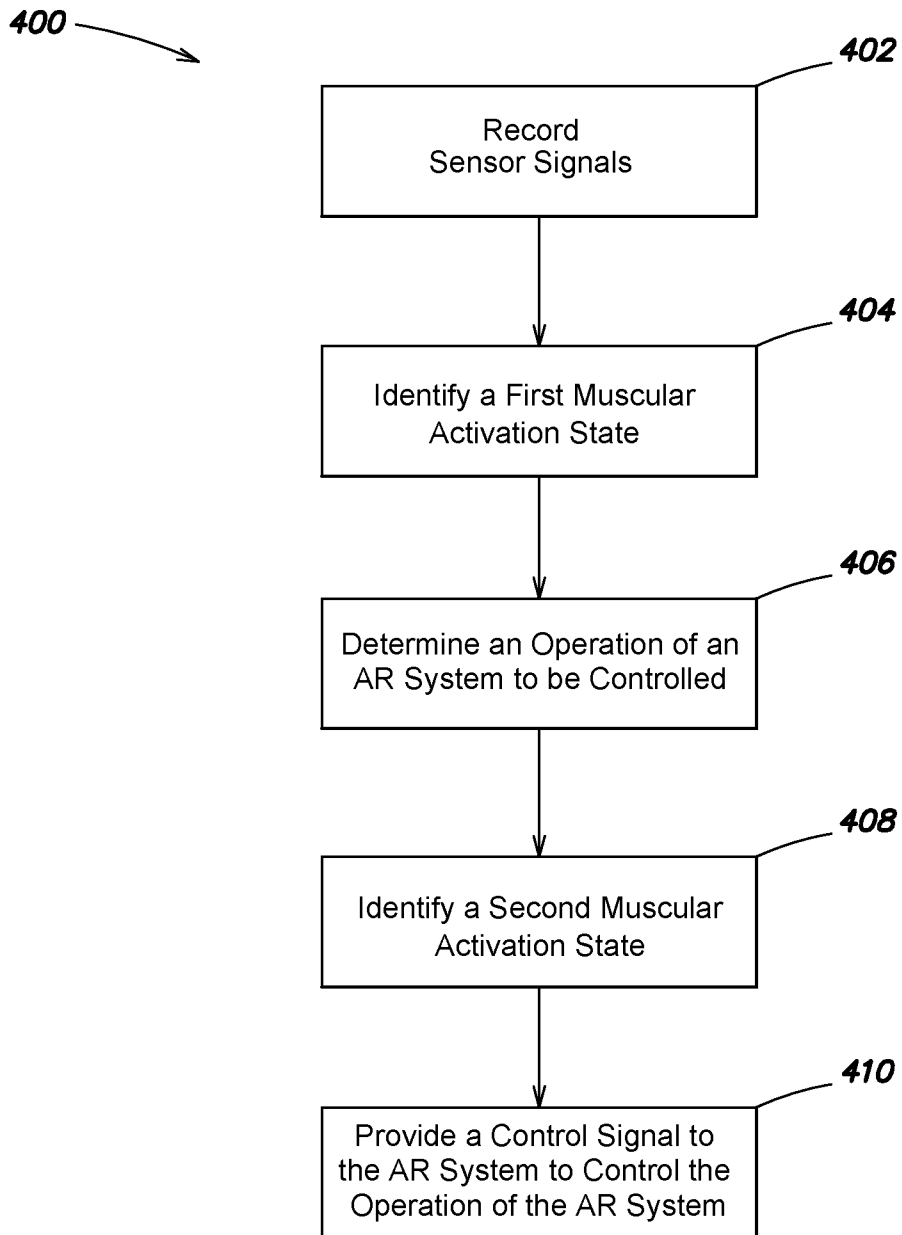 400
402
Record
Sensor Signals
404
Identify a First Muscular
Activation State
406
Determine an Operation of an
AR System to be Controlled
408
Identify a Second Muscular
Activation State
410
Provide a Control Signal to
the AR System to Control the
Operation of the AR System